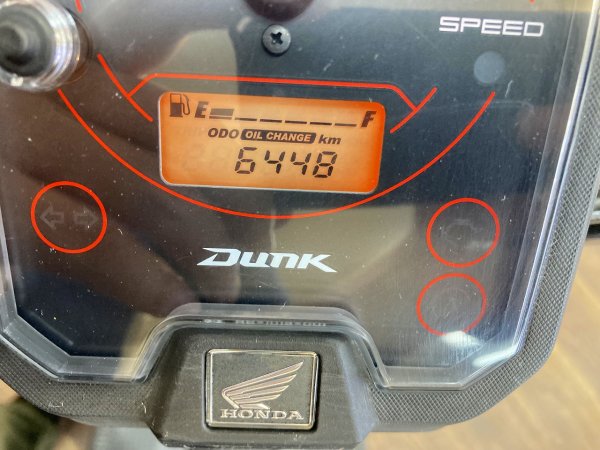 SPEED
E F
ODO OIL CHANGE km
6448
DUNK
HONDA